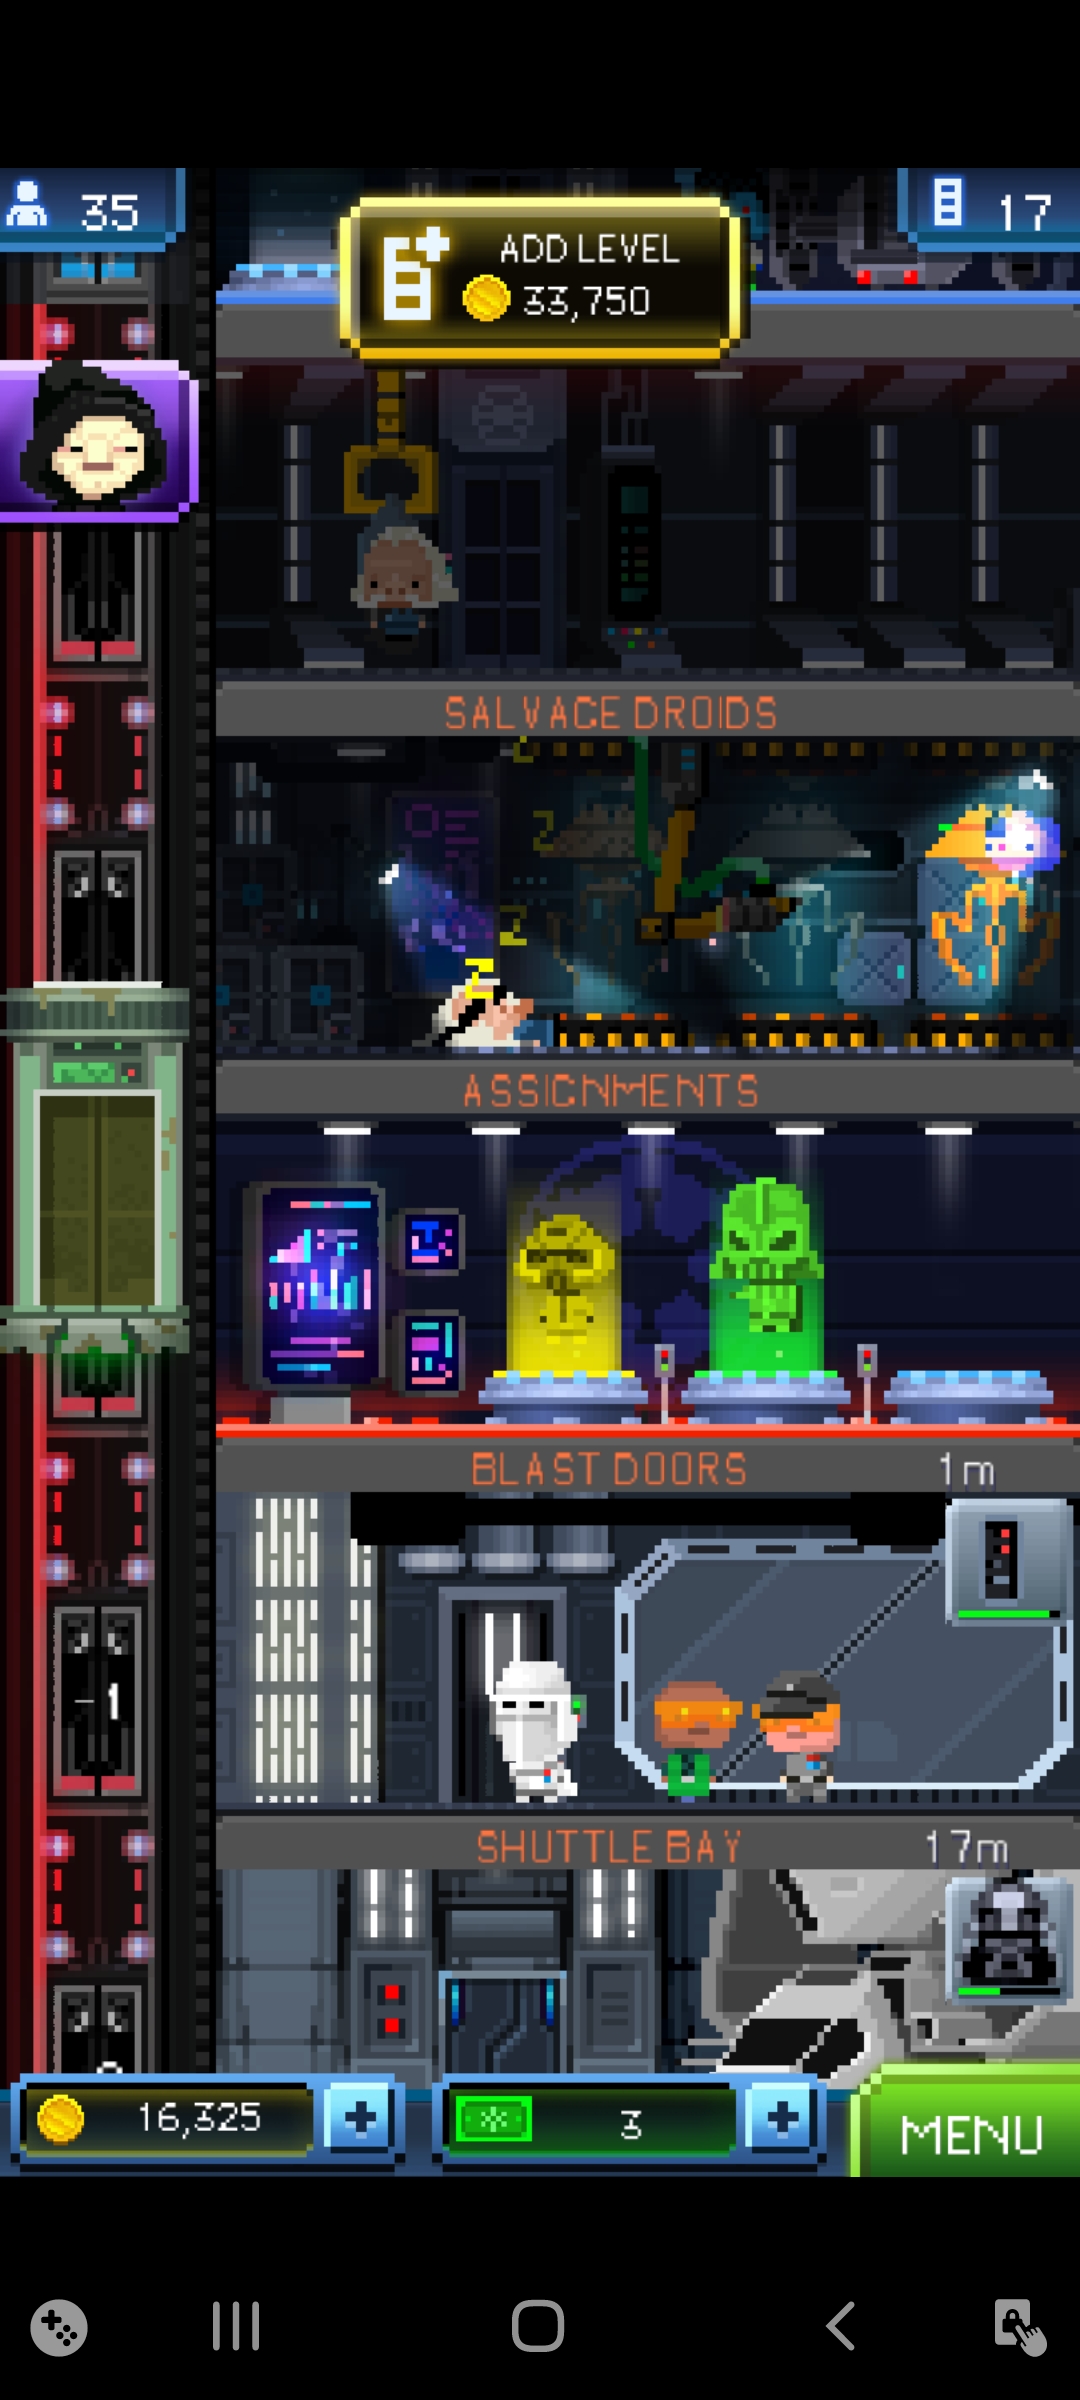 35
ADD LEVEL
33,750
17
SALVAGE DROIDS
Z
Z
Z
Z
ASSIGNMENTS
BLAST DOORS 1m
-1
SHUTTLE BAY 17m
16,325
3
MENU